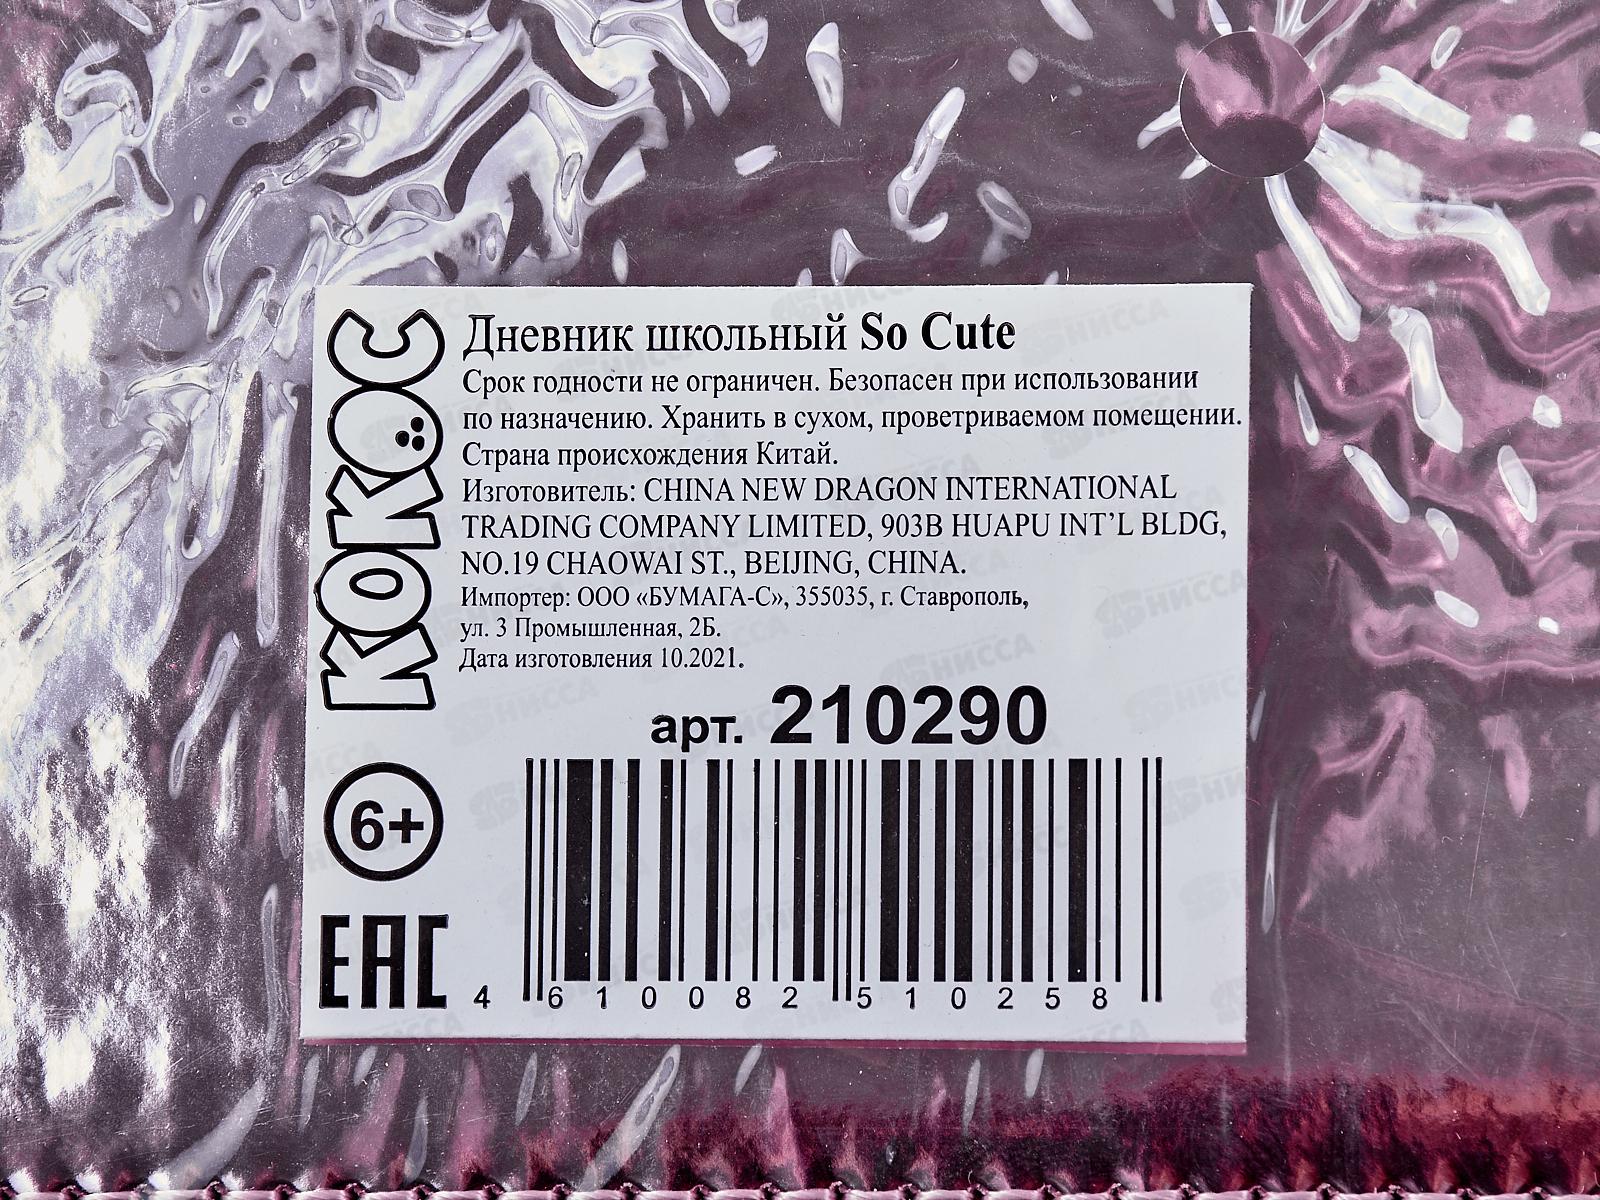 КОКОС
Дневник школьный So Cute
Срок годности не ограничен. Безопасен при использовании
по назначению. Хранить в сухом, проветриваемом помещении.
Страна происхождения Китай.
Изготовитель: CHINA NEW DRAGON INTERNATIONAL
TRADING COMPANY LIMITED, 903B HUAPU INT'L BLDG,
NO.19 CHAOWAI ST., BEIJING, CHINA.
Импортер: ООО «БУМАГА-С», 355035, г. Ставрополь,
ул. 3 Промышленная, 2Б.
Дата изготовления 10.2021.
арт. 210290
6+
EAC
4 610082 510258